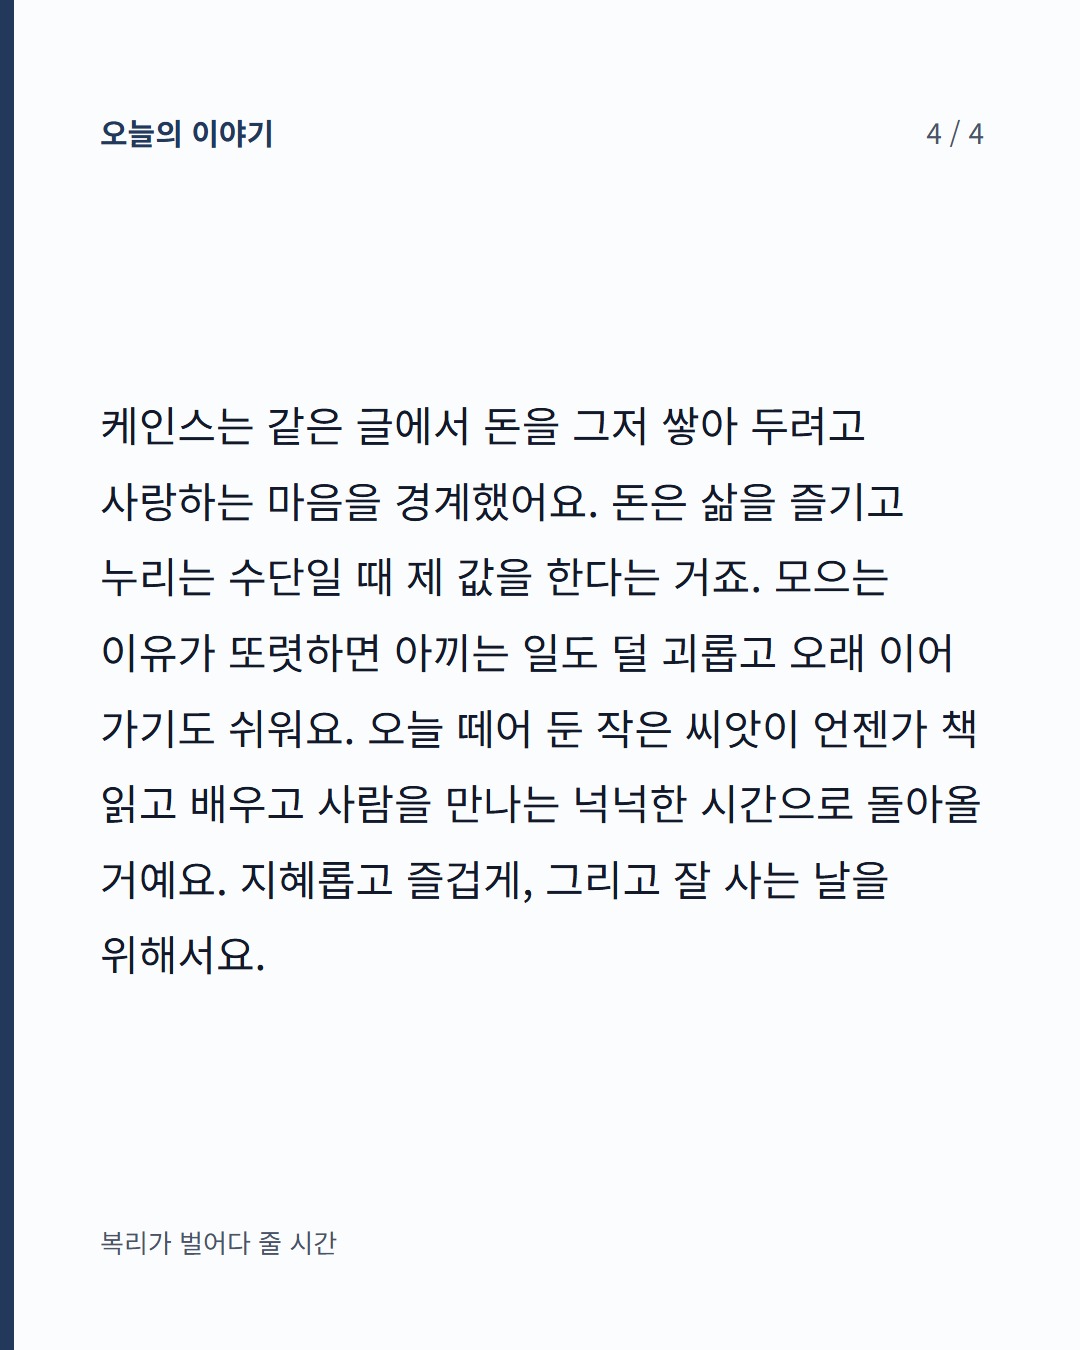 오늘의 이야기
4 / 4
케인스는 같은 글에서 돈을 그저 쌓아 두려고
사랑하는 마음을 경계했어요. 돈은 삶을 즐기고
누리는 수단일 때 제 값을 한다는 거죠. 모으는
이유가 또렷하면 아끼는 일도 덜 괴롭고 오래 이어
가기도 쉬워요. 오늘 떼어 둔 작은 씨앗이 언젠가 책
읽고 배우고 사람을 만나는 넉넉한 시간으로 돌아올
거예요. 지혜롭고 즐겁게, 그리고 잘 사는 날을
위해서요.
복리가 벌어다 줄 시간